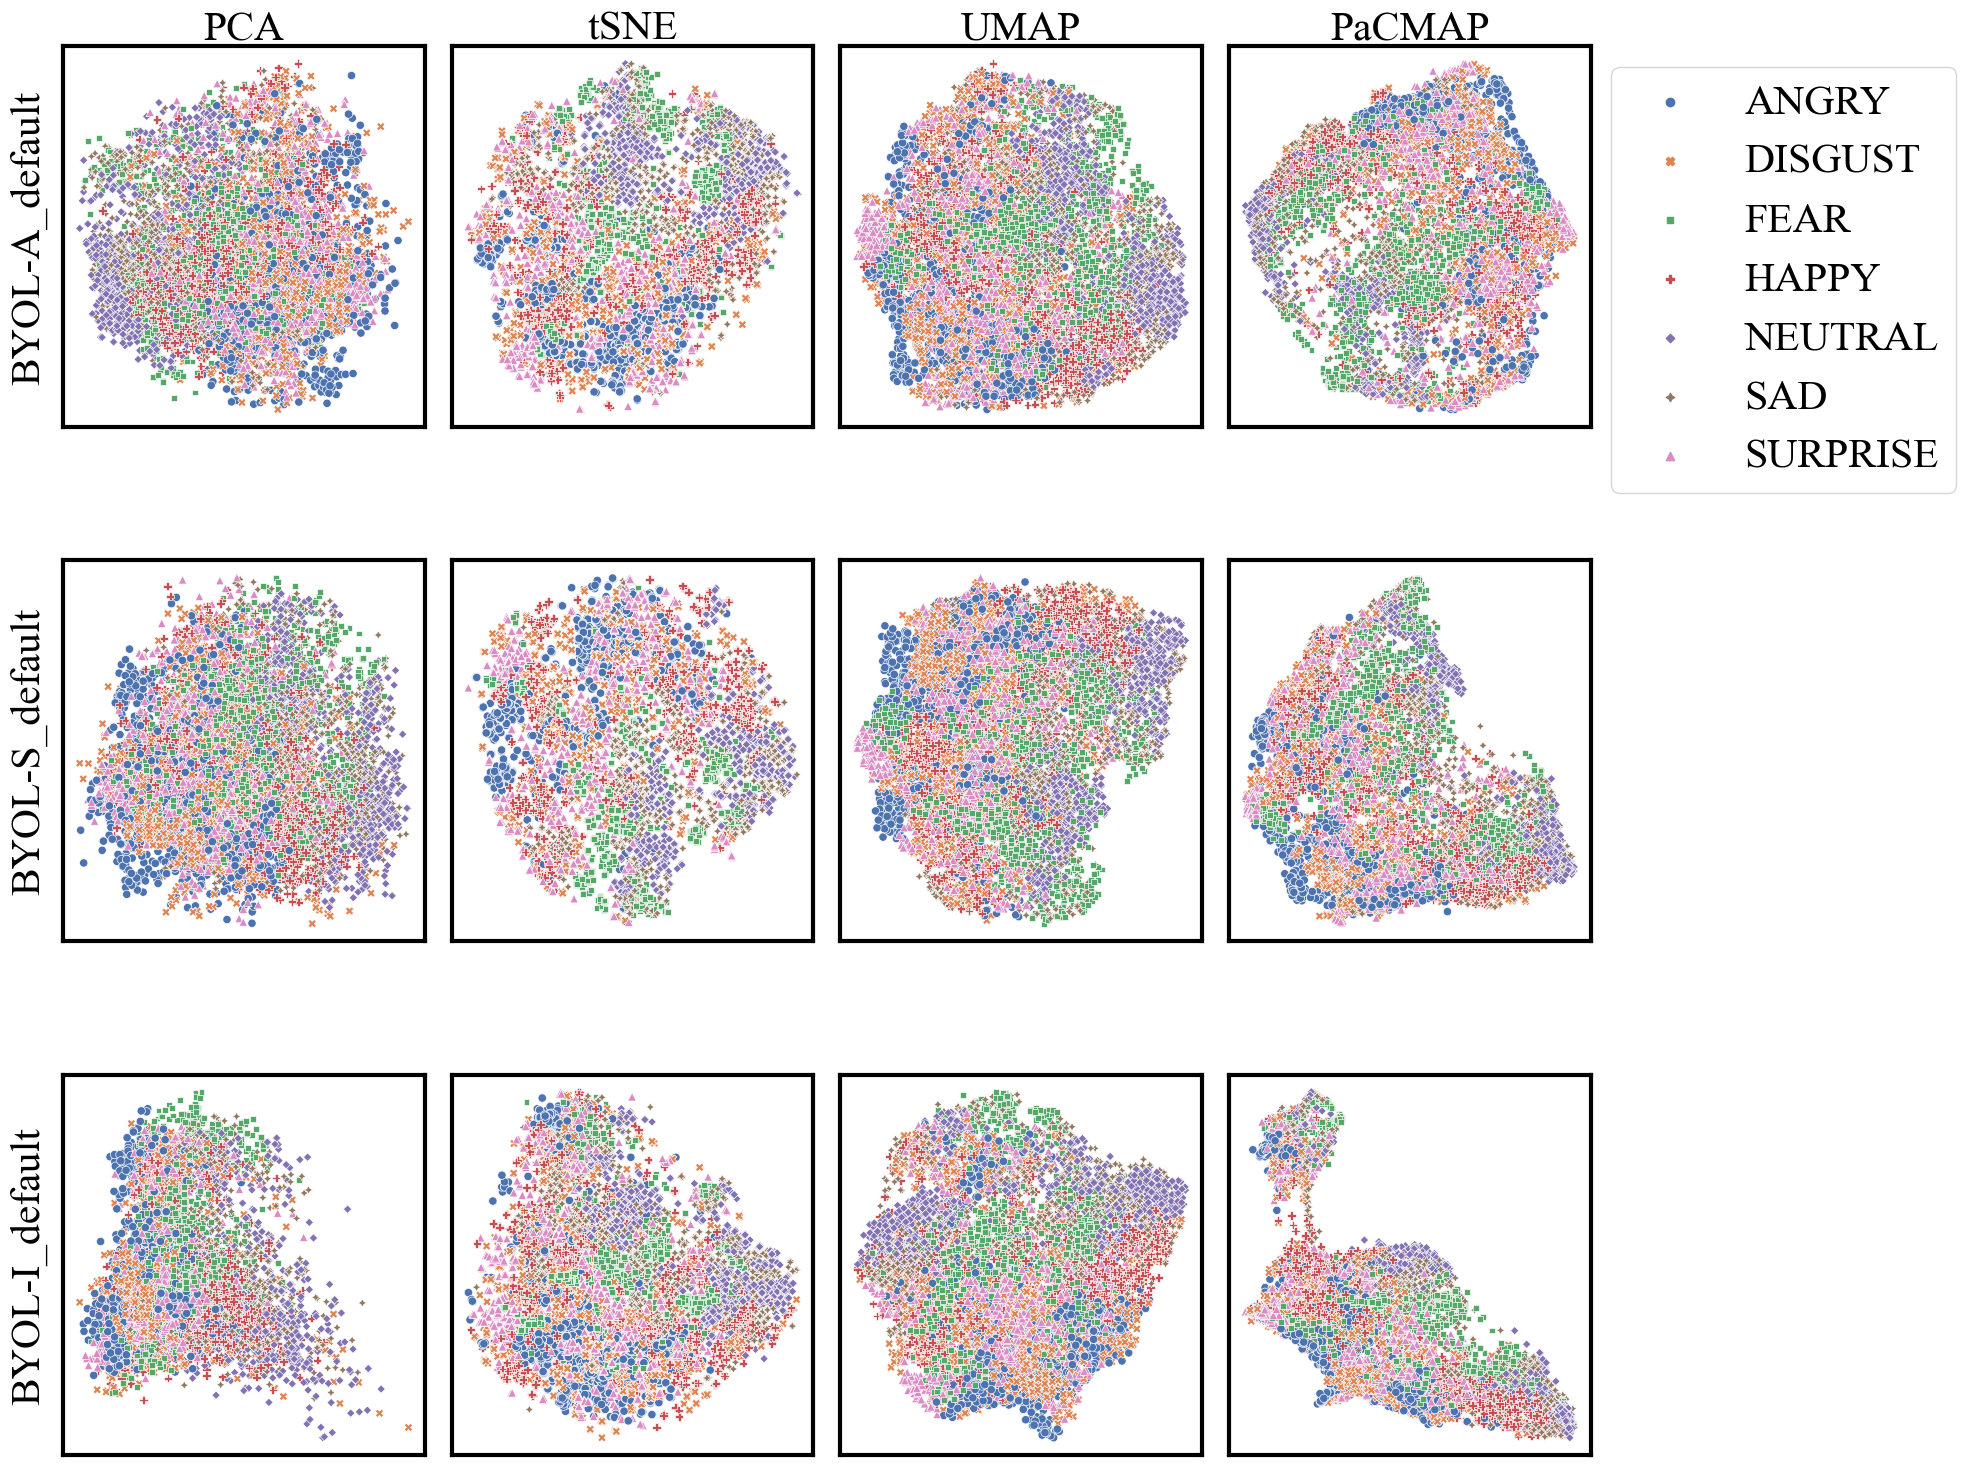 PCA
tSNE
UMAP
PaCMAP
BYOL-A_default
ANGRY
DISGUST
FEAR
HAPPY
NEUTRAL
SAD
SURPRISE
BYOL-S_default
BYOL-I_default